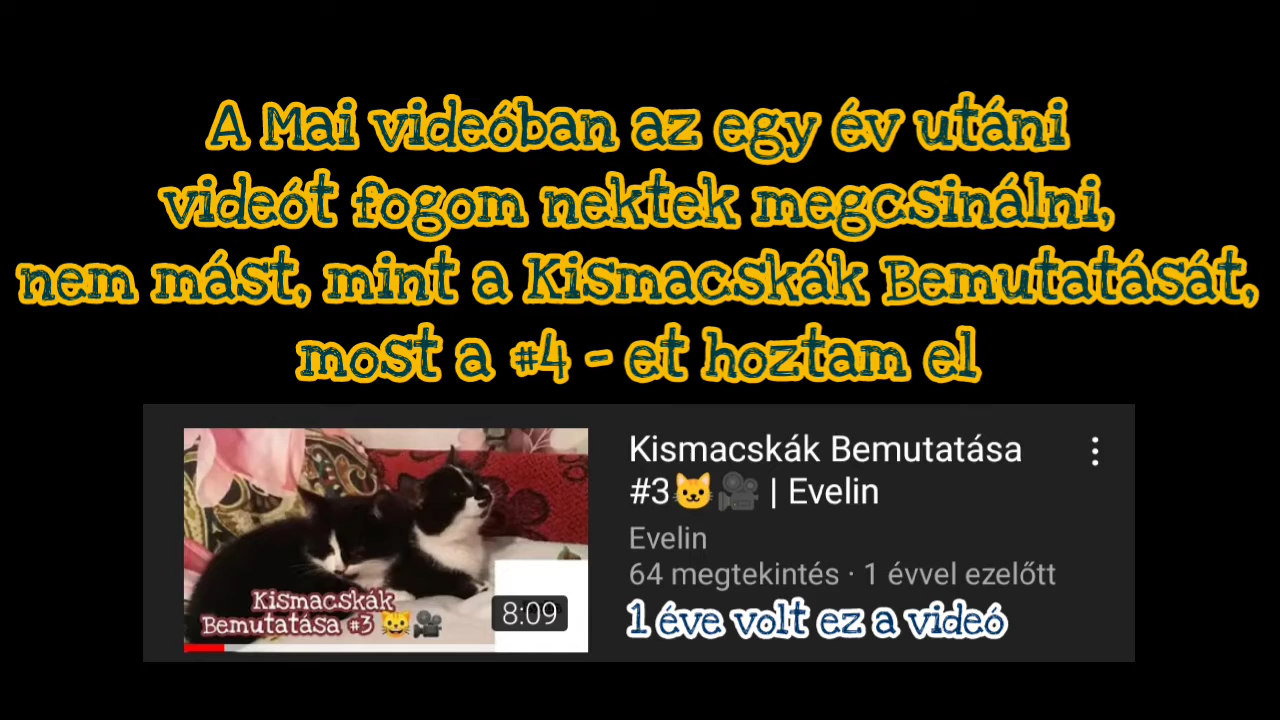 A Mai videóban az egy év utáni
videót fogom nektek megcsinálni,
nem mást, mint a Kismacskák Bemutatását,
most a #4 - et hoztam el
Kismacskák Bemutatása
#3🐱🎥 | Evelin
Evelin
64 megtekintés · 1 évvel ezelőtt
1 éve volt ez a videó
Kismacskák
Bemutatása #3 😺🎥
8:09